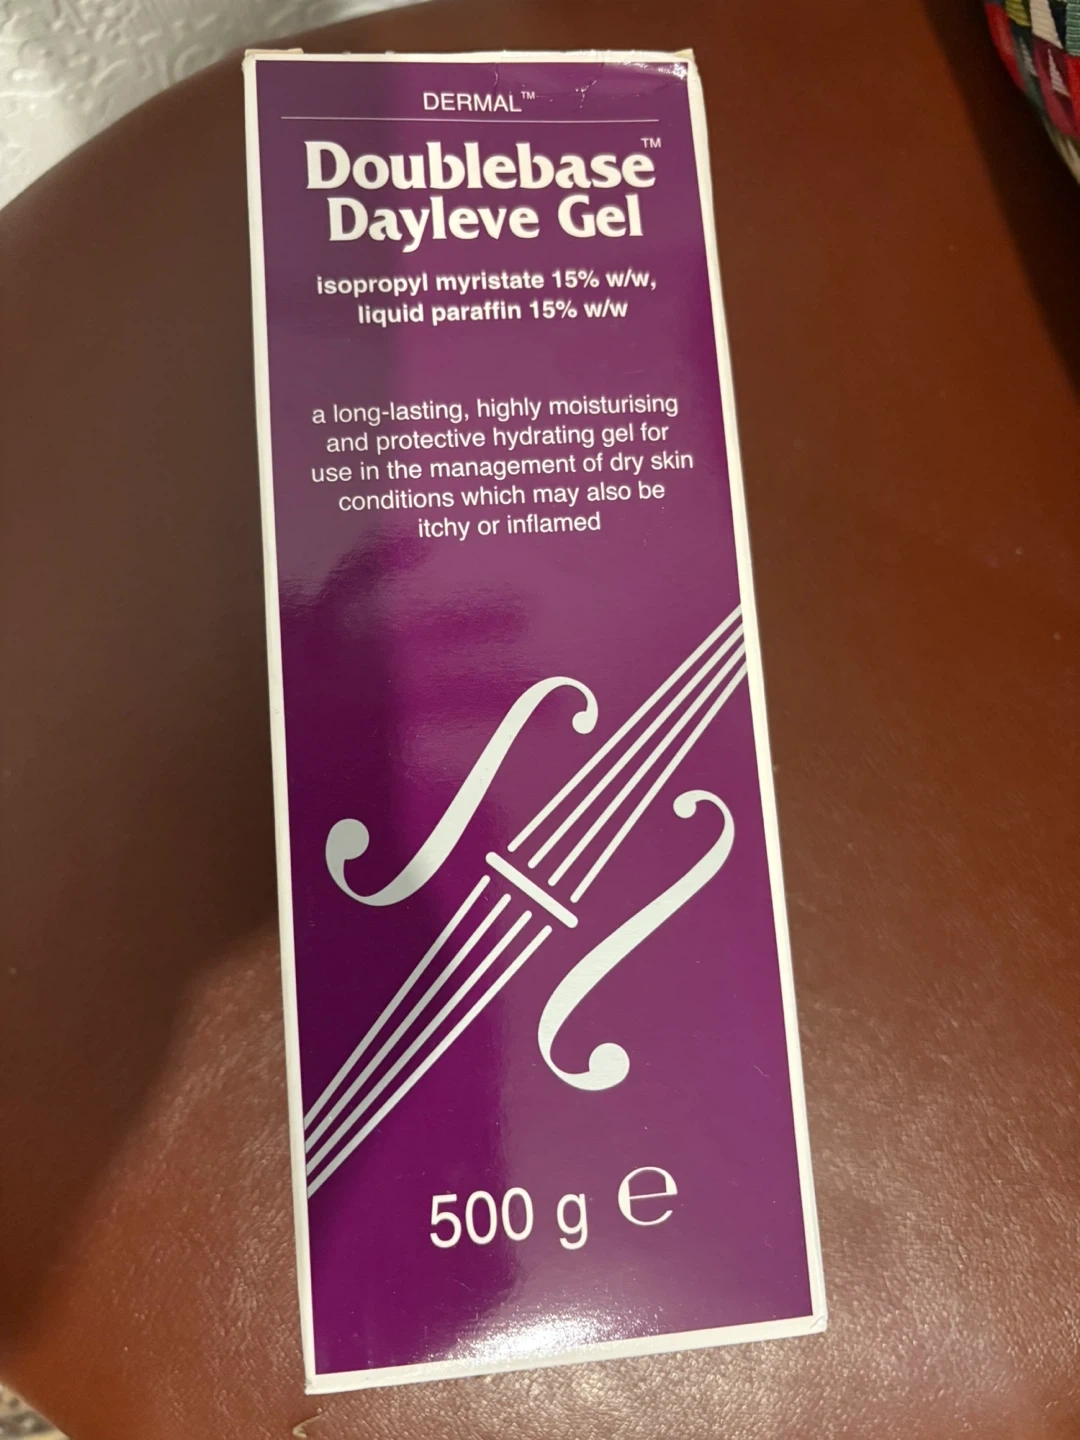 DERMAL™
Doublebase™
Dayleve Gel
isopropyl myristate 15% w/w,
liquid paraffin 15% w/w
a long-lasting, highly moisturising
and protective hydrating gel for
use in the management of dry skin
conditions which may also be
itchy or inflamed
500 g ℮